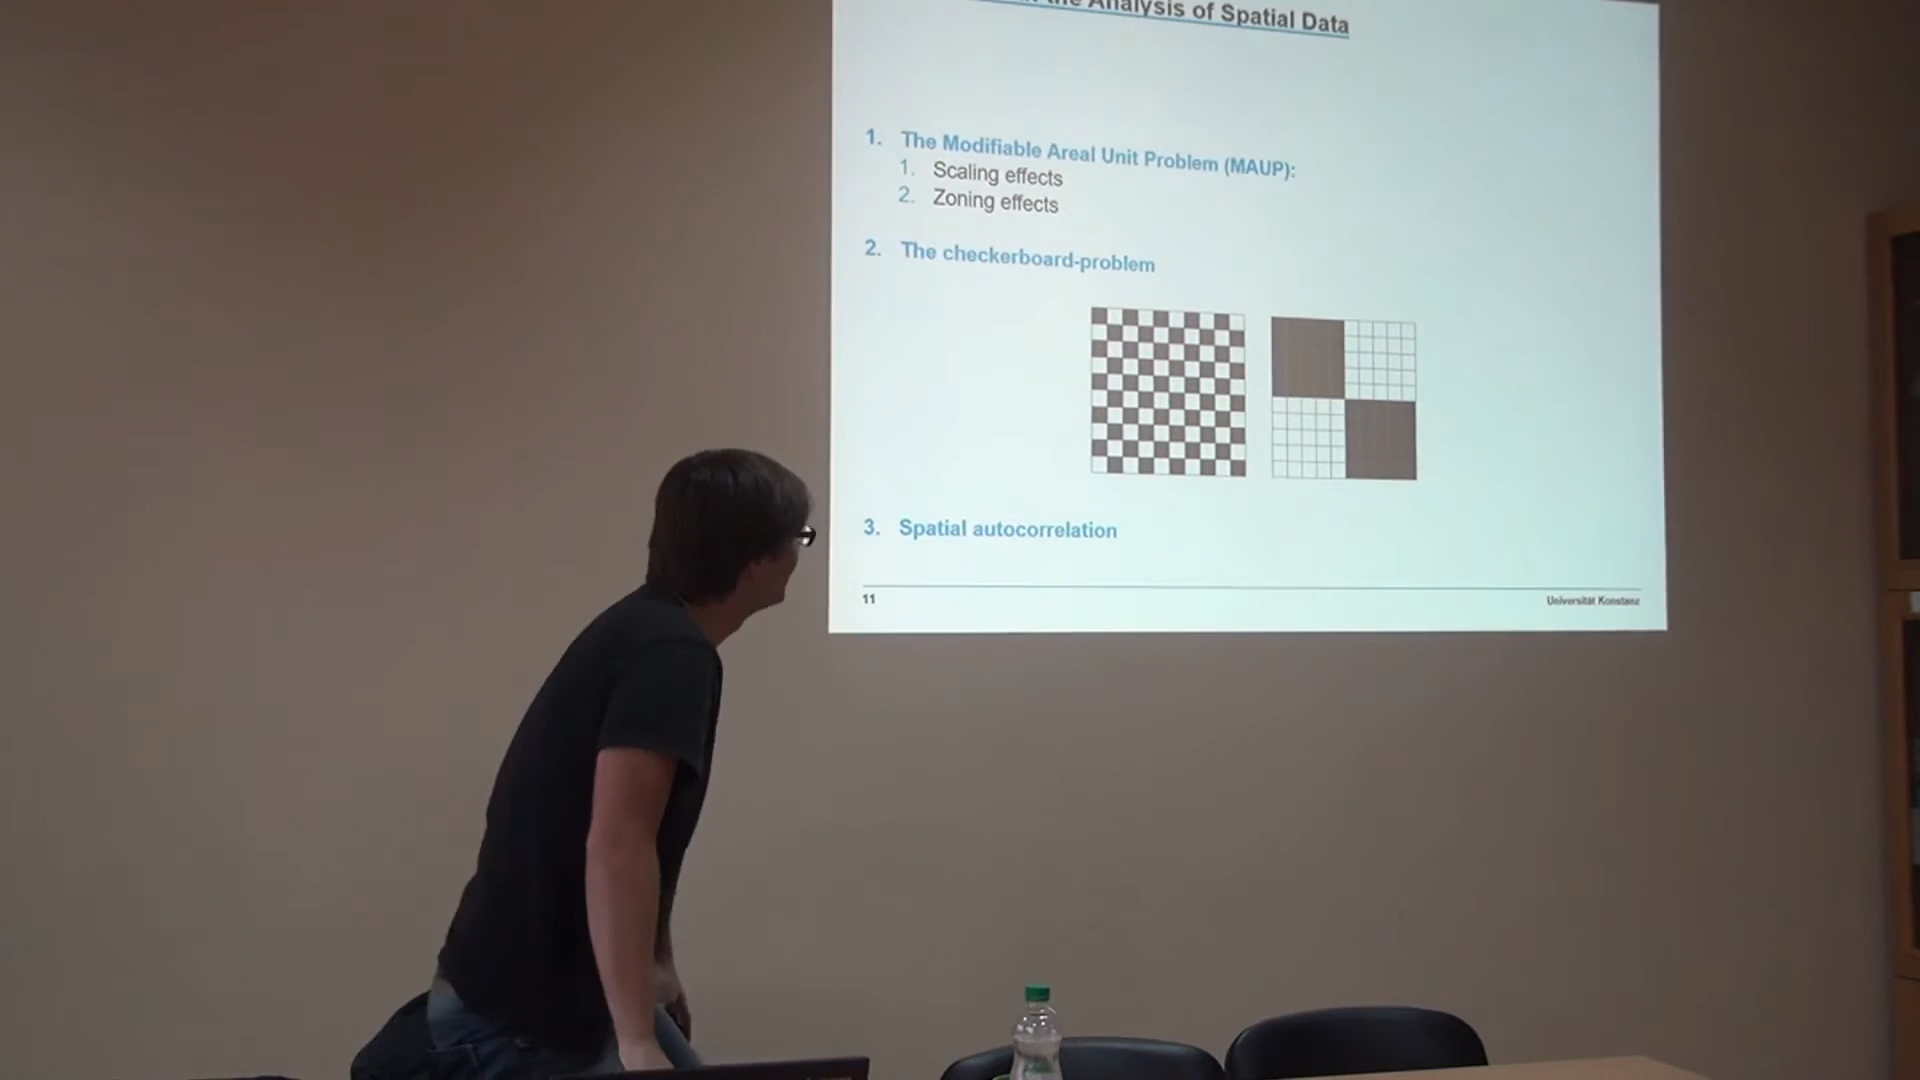 the Analysis of Spatial Data
1. The Modifiable Areal Unit Problem (MAUP):
1. Scaling effects
2. Zoning effects
2. The checkerboard-problem
3. Spatial autocorrelation
11
Universität Konstanz